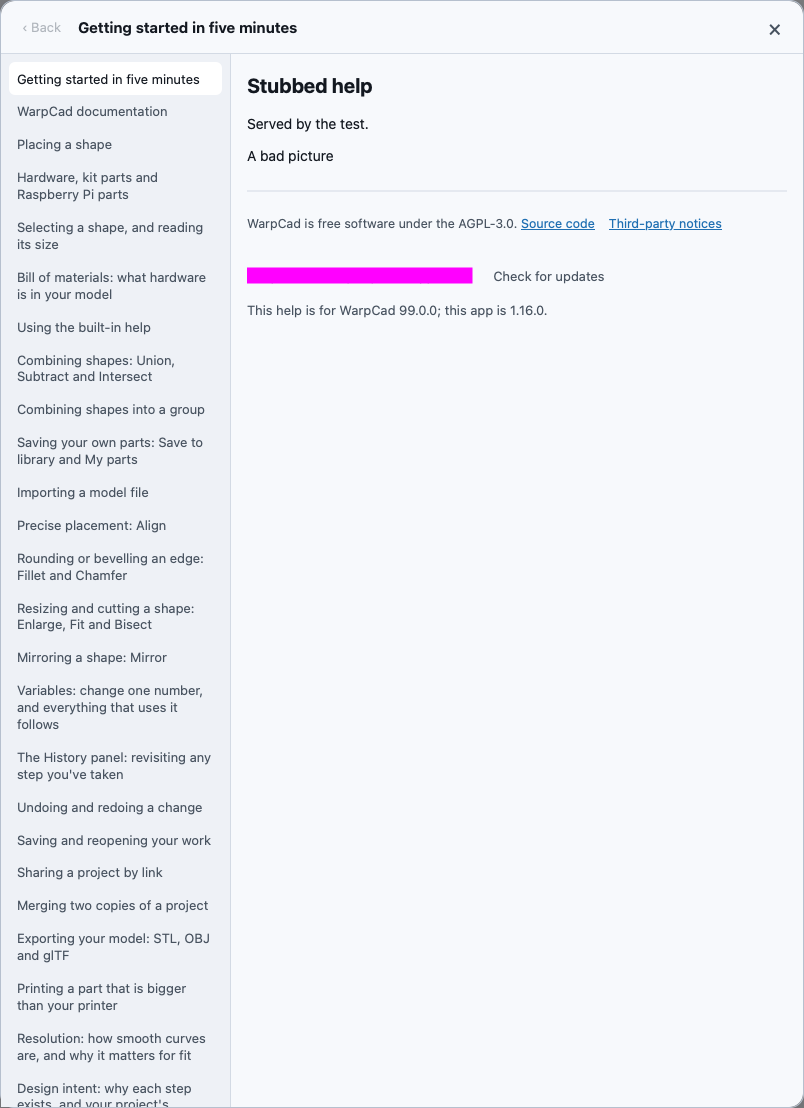 ‹ Back
Getting started in five minutes
×
Getting started in five minutes
WarpCad documentation
Placing a shape
Hardware, kit parts and
Raspberry Pi parts
Selecting a shape, and reading
its size
Bill of materials: what hardware
is in your model
Using the built-in help
Combining shapes: Union,
Subtract and Intersect
Combining shapes into a group
Saving your own parts: Save to
library and My parts
Importing a model file
Precise placement: Align
Rounding or bevelling an edge:
Fillet and Chamfer
Resizing and cutting a shape:
Enlarge, Fit and Bisect
Mirroring a shape: Mirror
Variables: change one number,
and everything that uses it
follows
The History panel: revisiting any
step you've taken
Undoing and redoing a change
Saving and reopening your work
Sharing a project by link
Merging two copies of a project
Exporting your model: STL, OBJ
and glTF
Printing a part that is bigger
than your printer
Resolution: how smooth curves
are, and why it matters for fit
Design intent: why each step
exists, and your project's
Stubbed help
Served by the test.
A bad picture
WarpCad is free software under the AGPL-3.0. Source code Third-party notices
Check for updates
This help is for WarpCad 99.0.0; this app is 1.16.0.